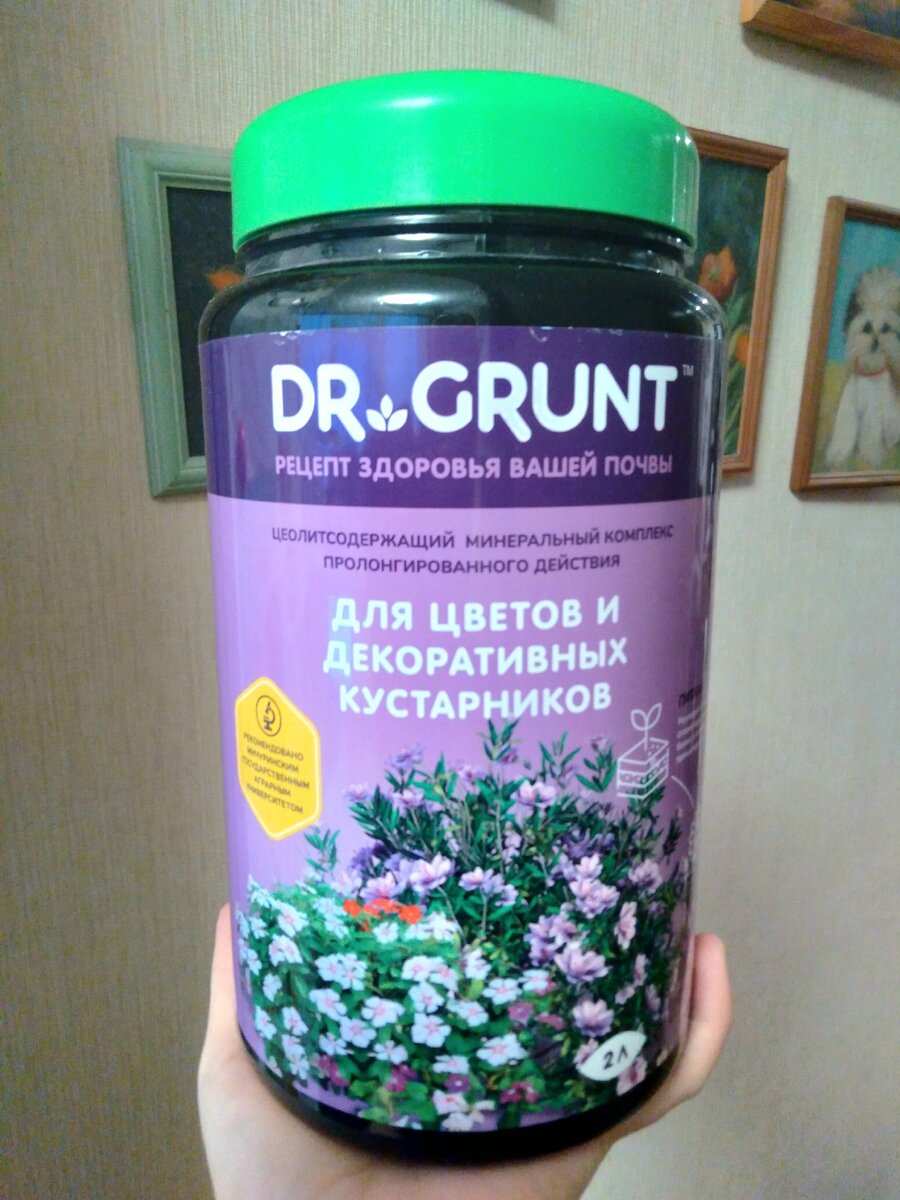 DR GRUNT™
РЕЦЕПТ ЗДОРОВЬЯ ВАШЕЙ ПОЧВЫ
ЦЕОЛИТСОДЕРЖАЩИЙ МИНЕРАЛЬНЫЙ КОМПЛЕКС
ПРОЛОНГИРОВАННОГО ДЕЙСТВИЯ
ДЛЯ ЦВЕТОВ И
ДЕКОРАТИВНЫХ
КУСТАРНИКОВ
РЕКОМЕНДОВАНО
МИЧУРИНСКИМ
ГОСУДАРСТВЕННЫМ
АГРАРНЫМ
УНИВЕРСИТЕТОМ
2 Л